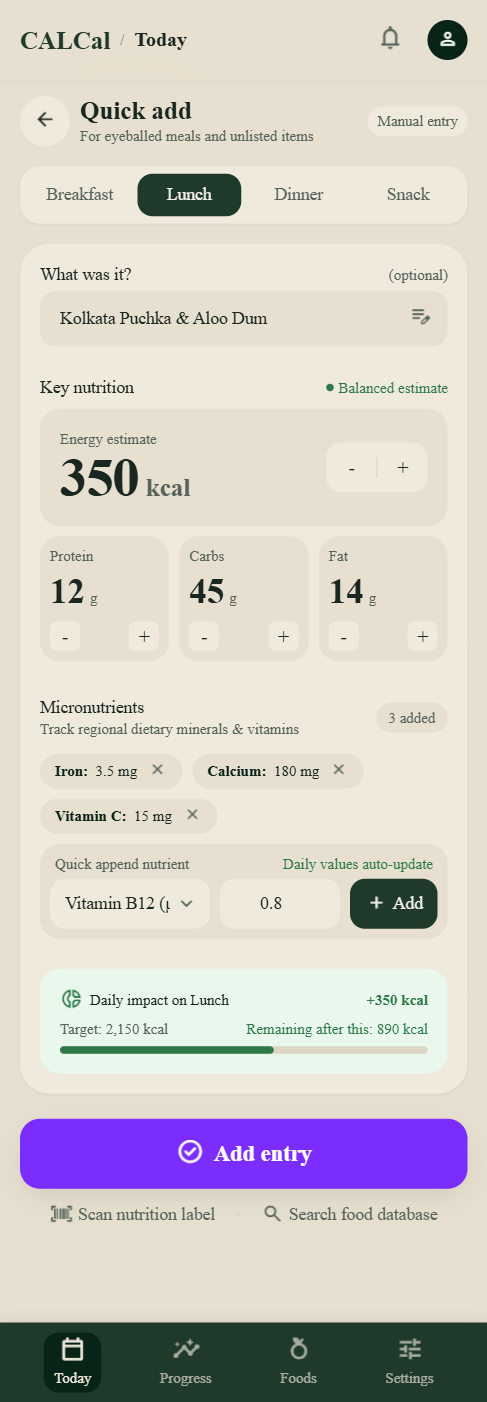 CALCal / Today
Quick add
For eyeballed meals and unlisted items
Manual entry
Breakfast Lunch Dinner Snack
What was it? (optional)
Kolkata Puchka & Aloo Dum
Key nutrition Balanced estimate
Energy estimate
350 kcal - +
Protein Carbs Fat
12 g 45 g 14 g
- + - + - +
Micronutrients
Track regional dietary minerals & vitamins
3 added
Iron: 3.5 mg Calcium: 180 mg
Vitamin C: 15 mg
Quick append nutrient Daily values auto-update
Vitamin B12 ( 0.8 + Add
Daily impact on Lunch +350 kcal
Target: 2,150 kcal Remaining after this: 890 kcal
Add entry
Scan nutrition label Search food database
Today Progress Foods Settings